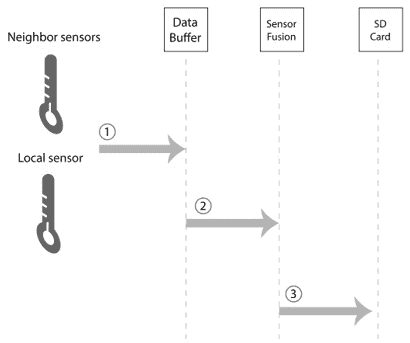 Data
Buffer
Sensor
Fusion
SD
Card
Neighbor sensors
1
Local sensor
2
3